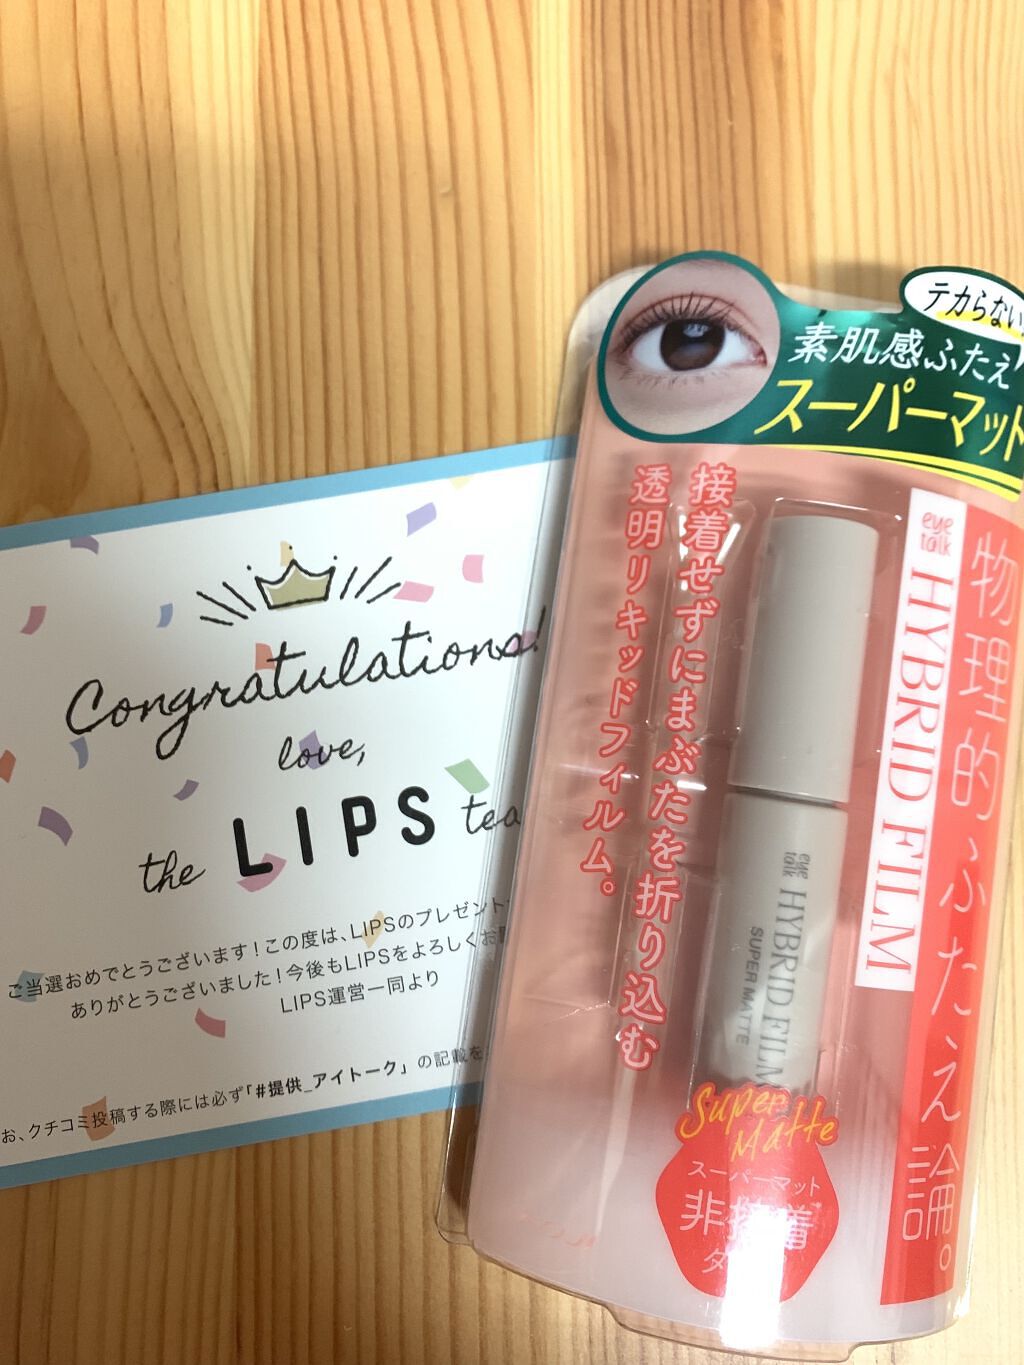 Congratulations!
love,
the LIPS tea
ご当選おめでとうございます！この度は、LIPSのプレゼント
ありがとうございました！今後もLIPSをよろしくお
LIPS運営一同より
お、クチコミ投稿する際には必ず「#提供_アイトーク」の記載を
テカらない
素肌感ふたえ
スーパーマット
接着せずにまぶたを折り込む
透明リキッドフィルム。
eye talk
HYBRID FILM
物理的ふたえ論。
eye talk
HYBRID FILM
SUPER MATTE
Super Matte
スーパーマット
非接着
タ